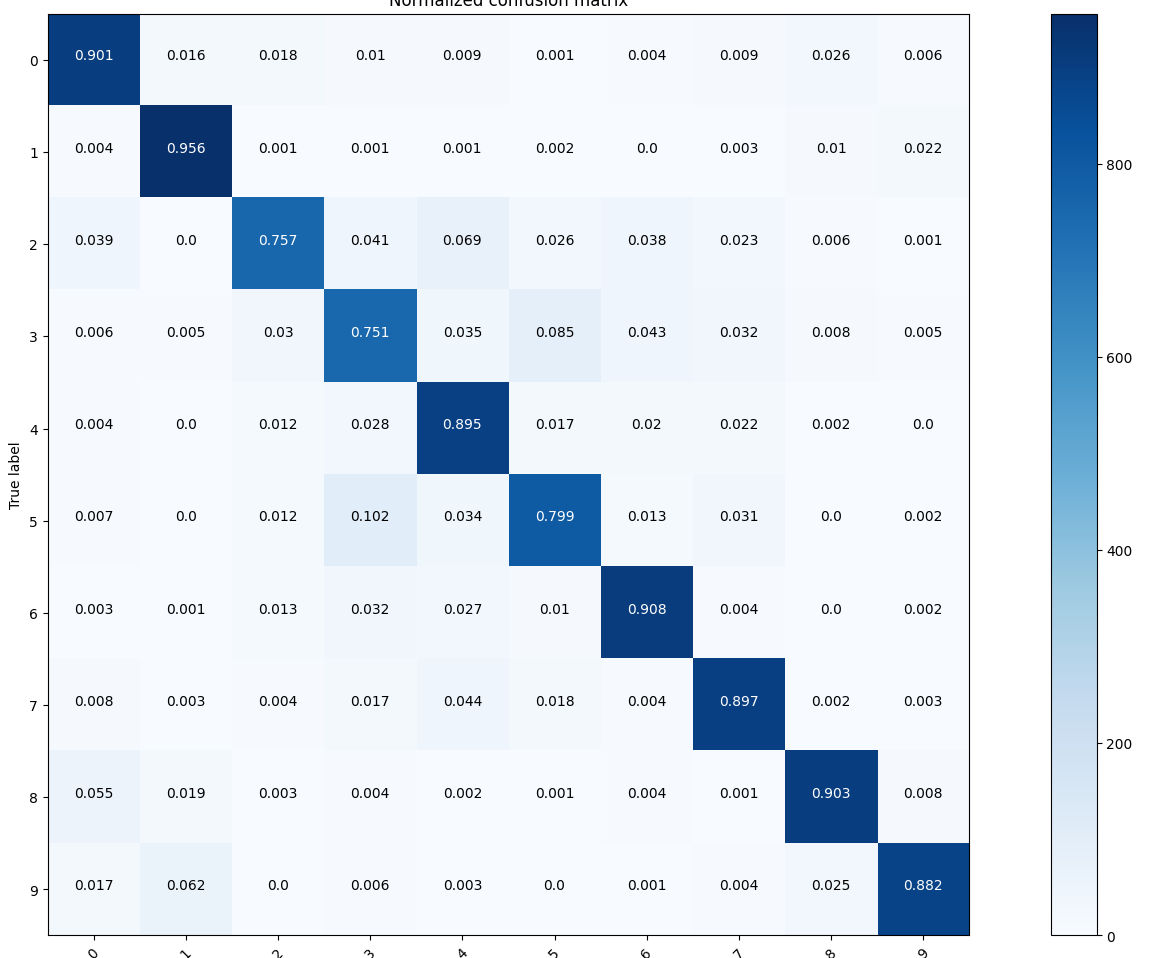 Normalized confusion matrix
0 0.901 0.016 0.018 0.01 0.009 0.001 0.004 0.009 0.026 0.006
1 0.004 0.956 0.001 0.001 0.001 0.002 0.0 0.003 0.01 0.022
800
2 0.039 0.0 0.757 0.041 0.069 0.026 0.038 0.023 0.006 0.001
3 0.006 0.005 0.03 0.751 0.035 0.085 0.043 0.032 0.008 0.005
600
4 0.004 0.0 0.012 0.028 0.895 0.017 0.02 0.022 0.002 0.0
True label
5 0.007 0.0 0.012 0.102 0.034 0.799 0.013 0.031 0.0 0.002
400
6 0.003 0.001 0.013 0.032 0.027 0.01 0.908 0.004 0.0 0.002
7 0.008 0.003 0.004 0.017 0.044 0.018 0.004 0.897 0.002 0.003
200
8 0.055 0.019 0.003 0.004 0.002 0.001 0.004 0.001 0.903 0.008
9 0.017 0.062 0.0 0.006 0.003 0.0 0.001 0.004 0.025 0.882
0
0 1 2 3 4 5 6 7 8 9